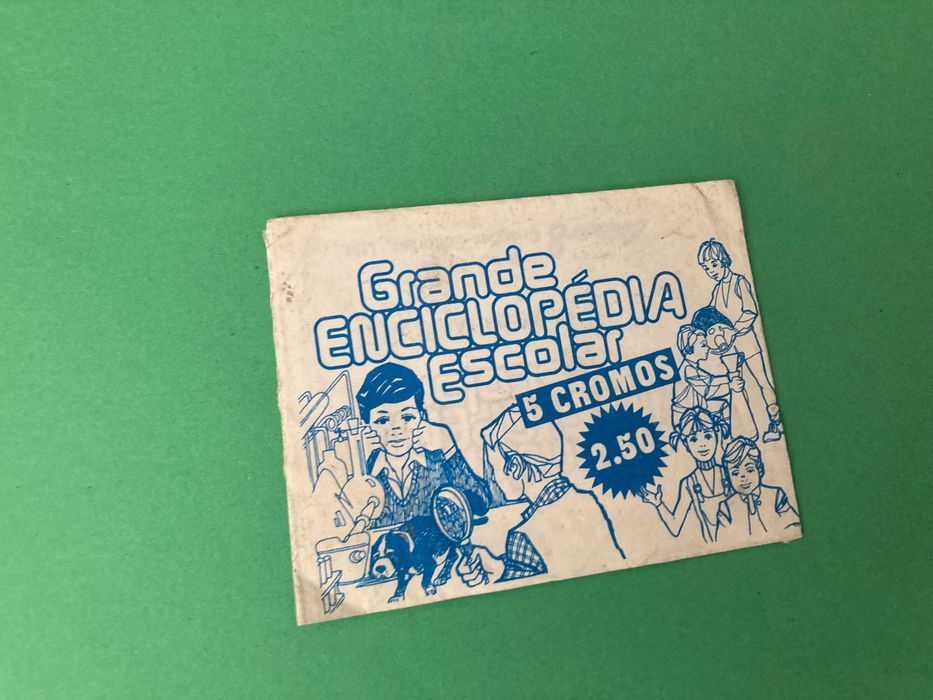 Grande
ENCICLOPÉDIA
Escolar
5 CROMOS
2.50